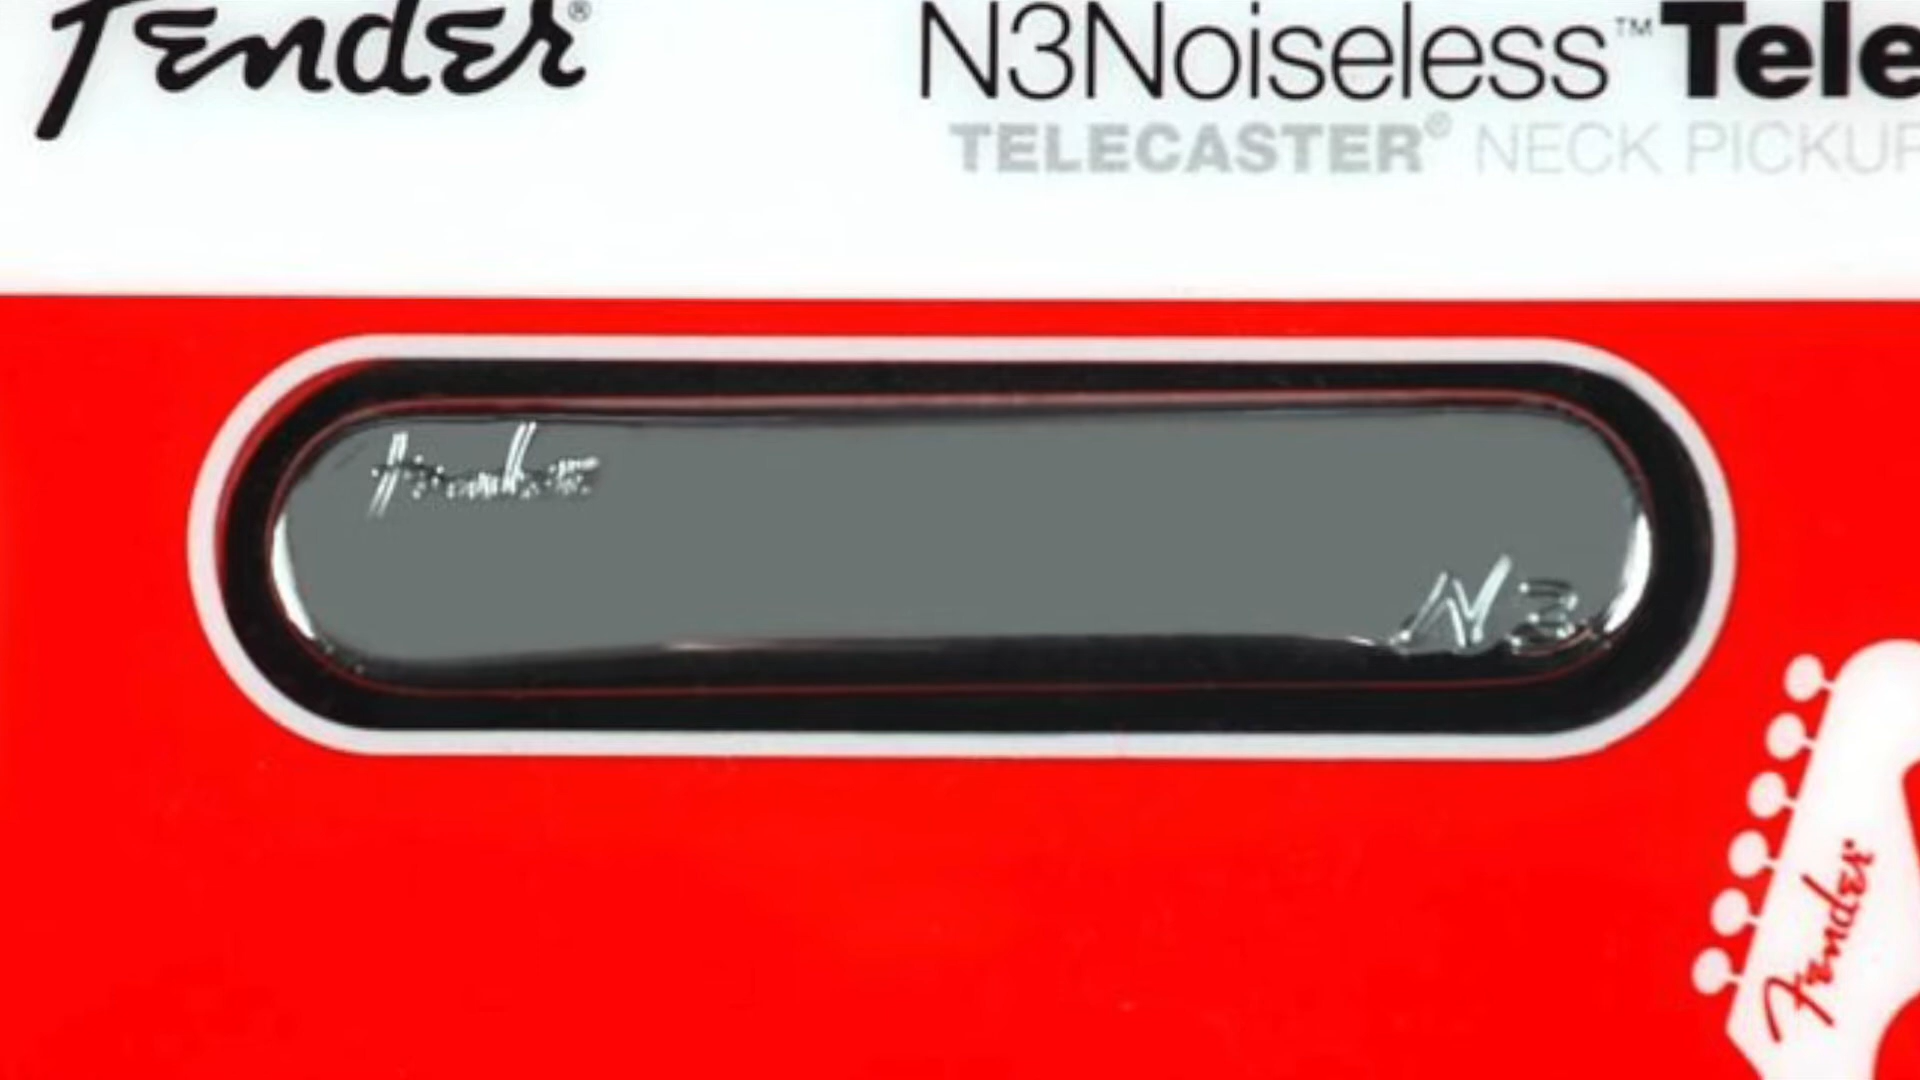 Fender®
N3Noiseless™ Tele
TELECASTER® NECK PICKUP
Fender
N3
Fender